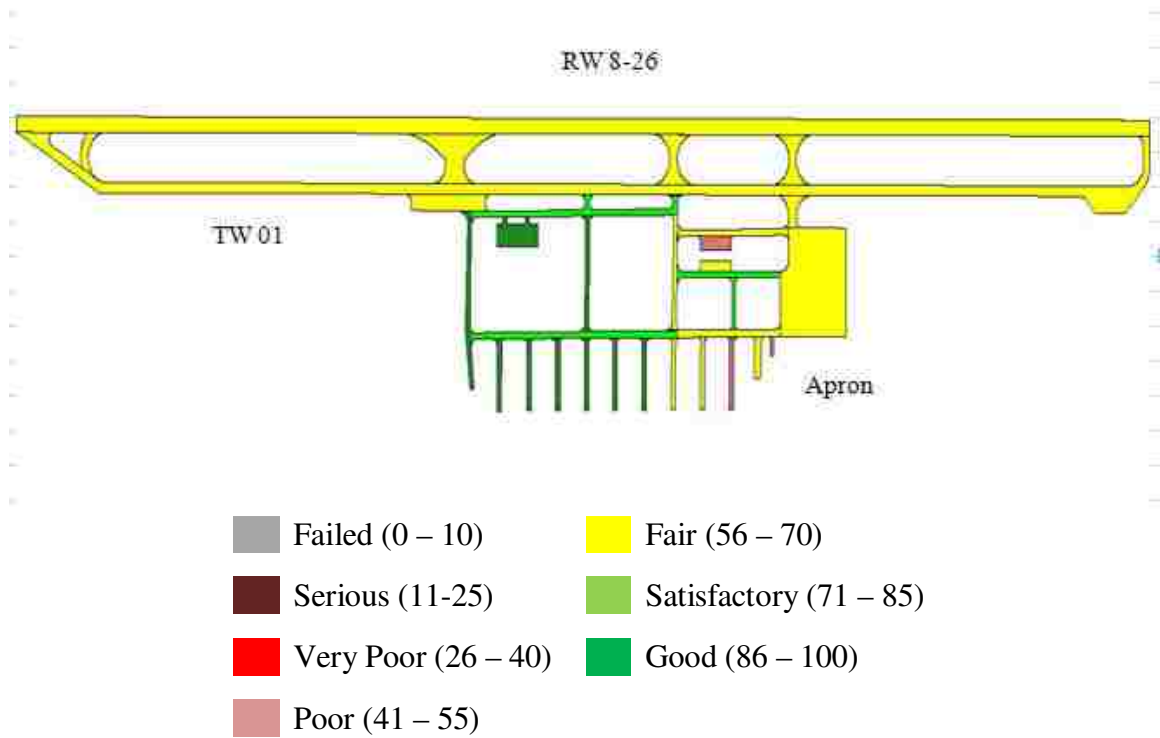 RW 8-26
TW 01
Apron
Failed (0 – 10)
Fair (56 – 70)
Serious (11-25)
Satisfactory (71 – 85)
Very Poor (26 – 40)
Good (86 – 100)
Poor (41 – 55)